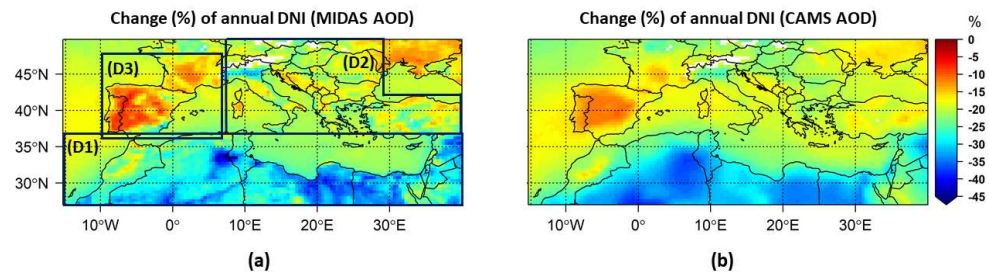 Change (%) of annual DNI (MIDAS AOD)
(D3)
(D2)
(D1)
45°N
40°N
35°N
30°N
10°W
0°
10°E
20°E
30°E
(a)
Change (%) of annual DNI (CAMS AOD)
10°W
0°
10°E
20°E
30°E
(b)
%
0
-5
-10
-15
-20
-25
-30
-35
-40
-45